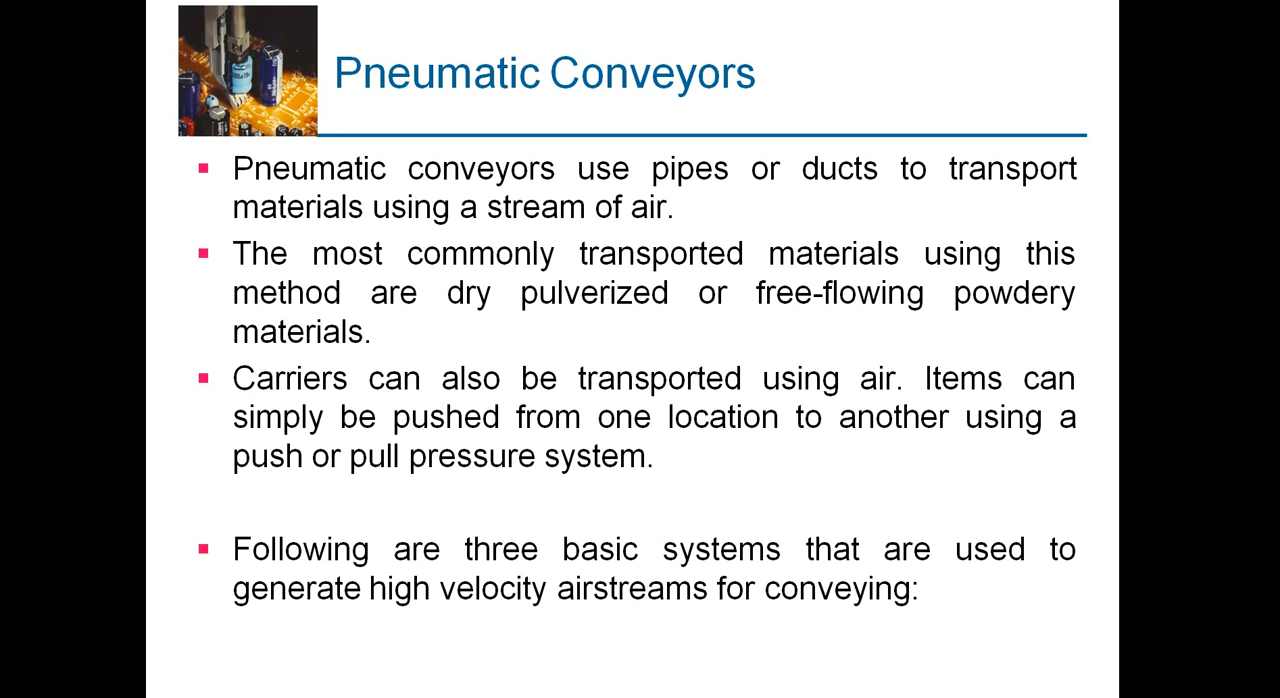 Pneumatic Conveyors
Pneumatic conveyors use pipes or ducts to transport
materials using a stream of air.
The most commonly transported materials using this
method are dry pulverized or free-flowing powdery
materials.
Carriers can also be transported using air. Items can
simply be pushed from one location to another using a
push or pull pressure system.
Following are three basic systems that are used to
generate high velocity airstreams for conveying: